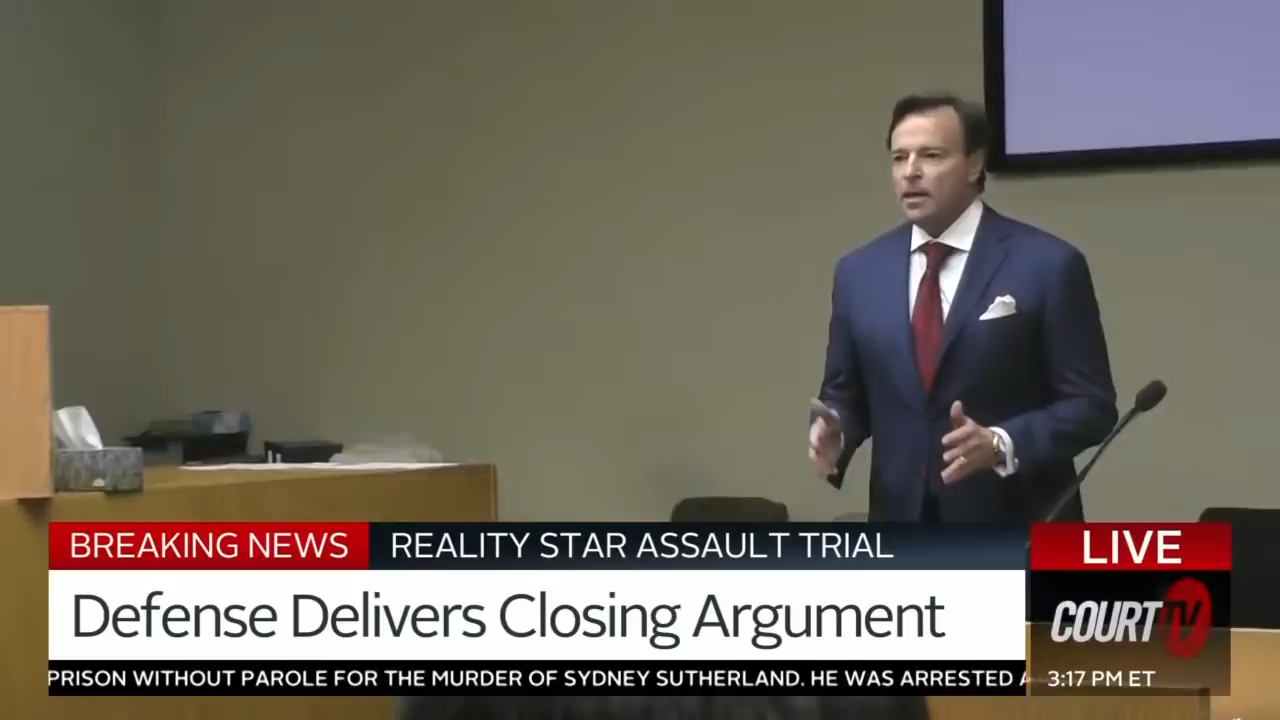 BREAKING NEWS
REALITY STAR ASSAULT TRIAL
LIVE
Defense Delivers Closing Argument
COURT TV
PRISON WITHOUT PAROLE FOR THE MURDER OF SYDNEY SUTHERLAND. HE WAS ARRESTED
3:17 PM ET